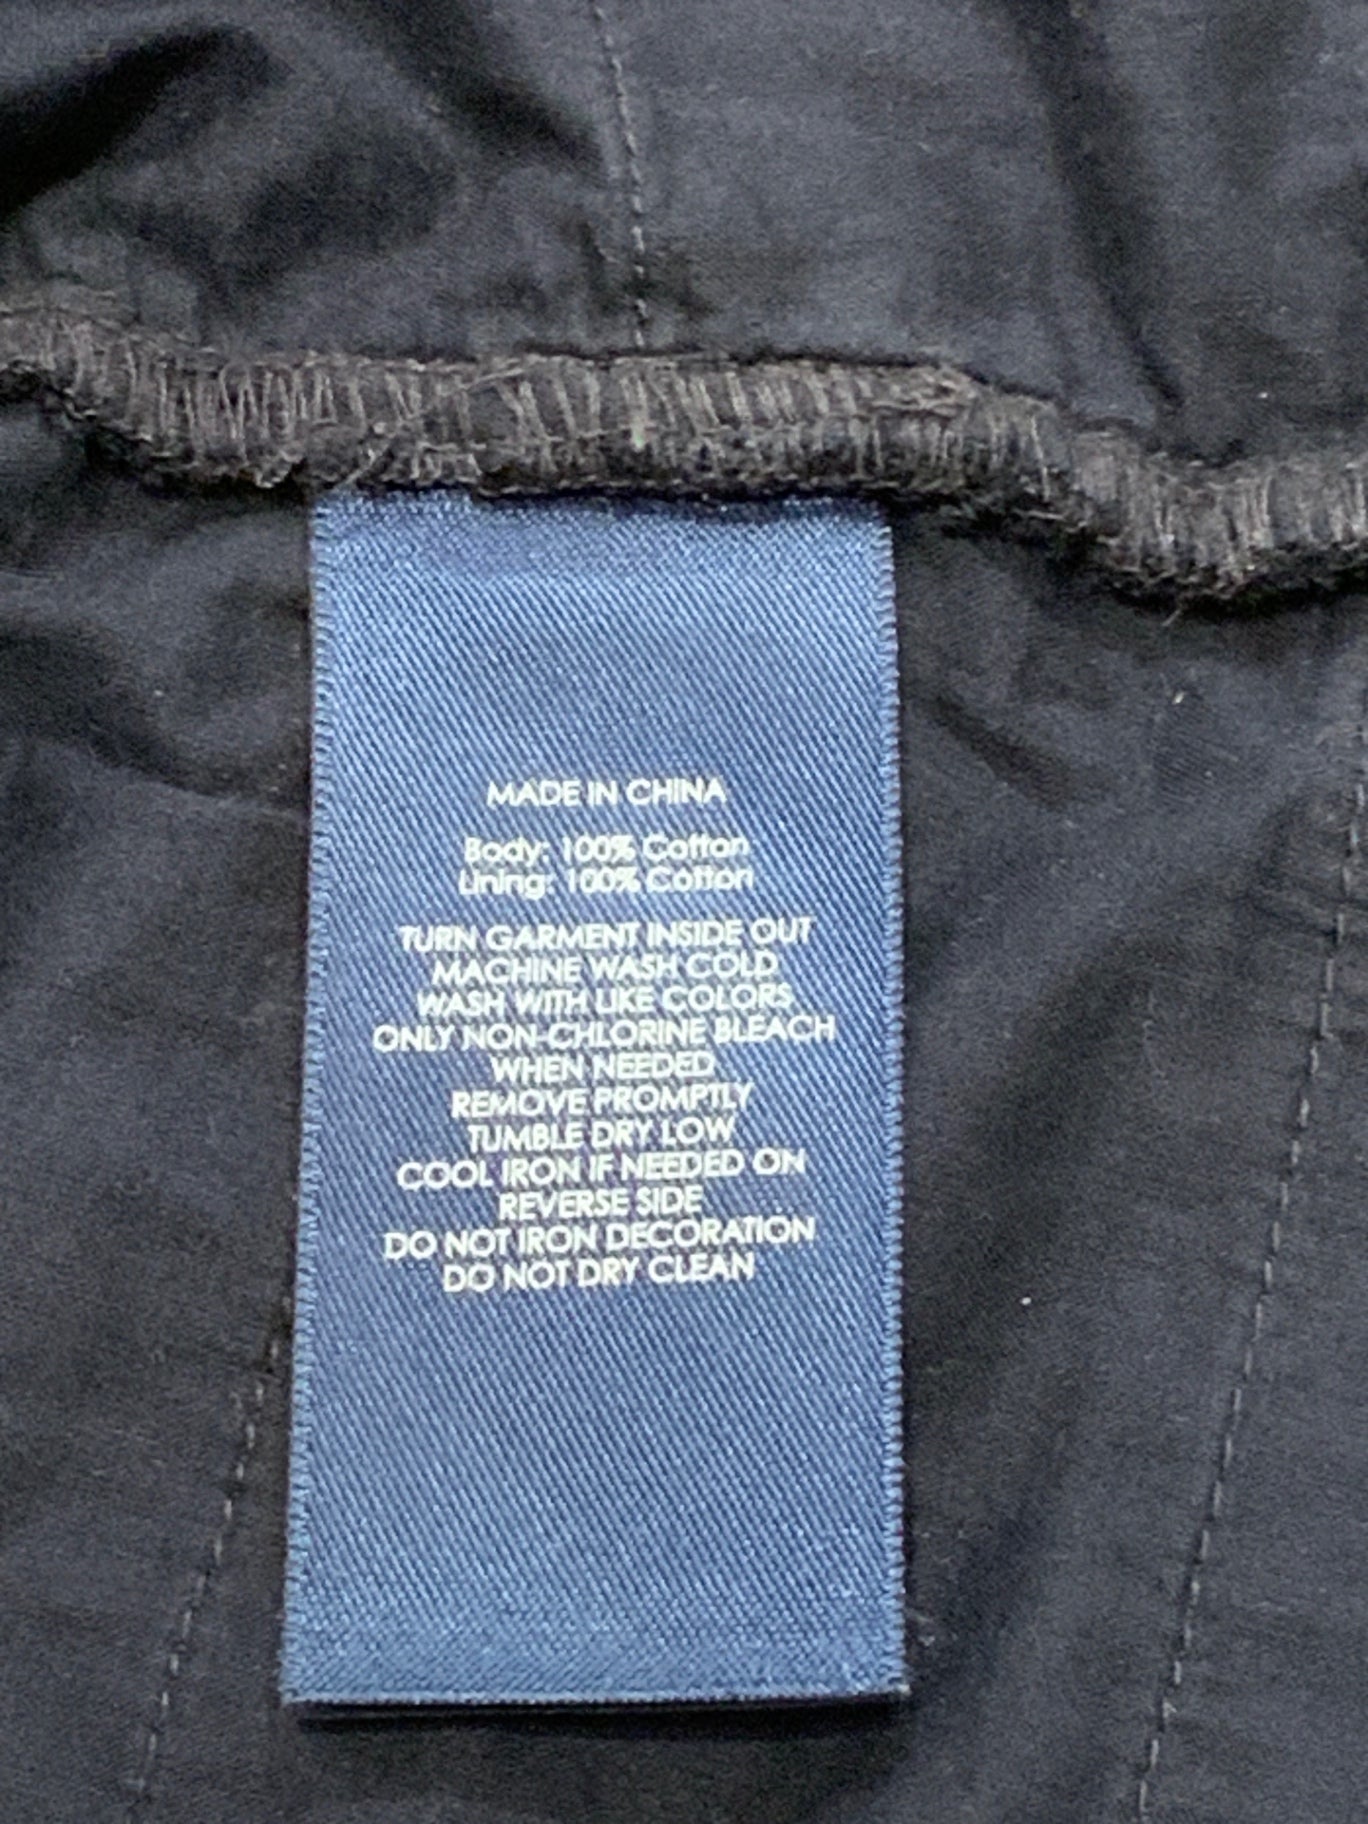 MADE IN CHINA
Body: 100% Cotton
Lining: 100% Cotton
TURN GARMENT INSIDE OUT
MACHINE WASH COLD
WASH WITH LIKE COLORS
ONLY NON-CHLORINE BLEACH
WHEN NEEDED
REMOVE PROMPTLY
TUMBLE DRY LOW
COOL IRON IF NEEDED ON
REVERSE SIDE
DO NOT IRON DECORATION
DO NOT DRY CLEAN